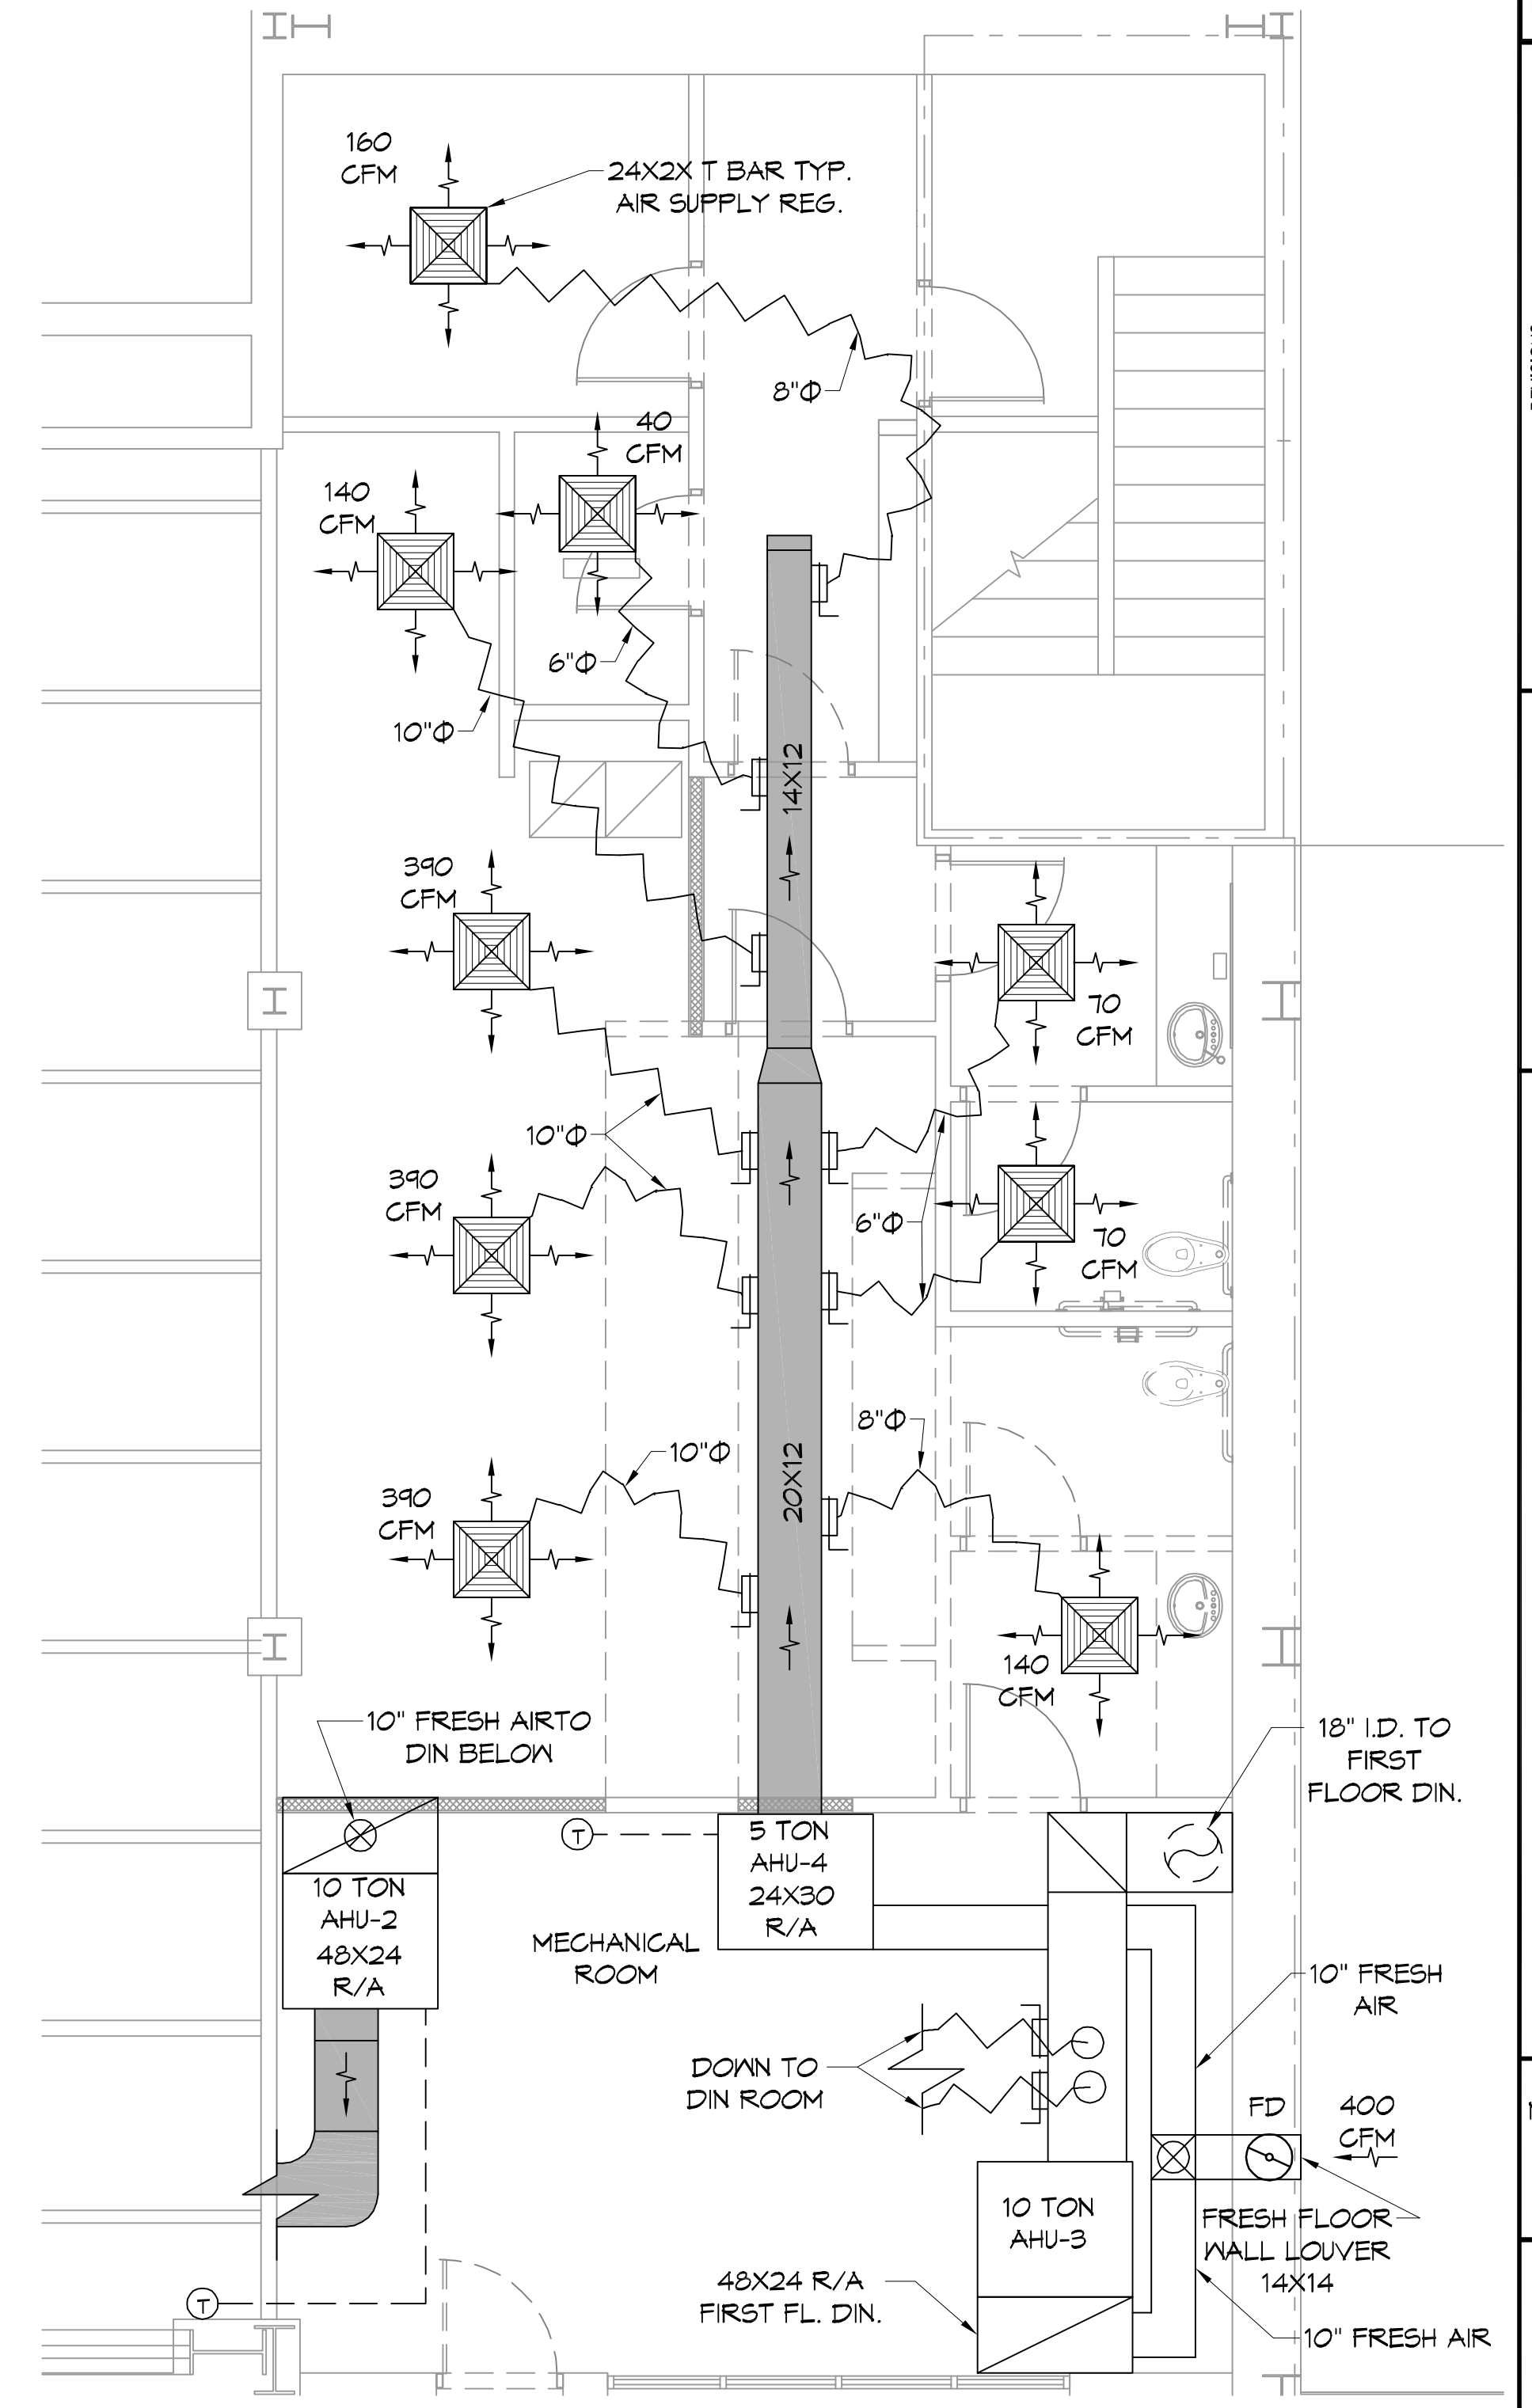 160
CFM
24X2X T BAR TYP.
AIR SUPPLY REG.
8"Φ
40
CFM
140
CFM
6"Φ
10"Φ
14X12
390
CFM
70
CFM
10"Φ
390
CFM
6"Φ
70
CFM
8"Φ
10"Φ
20X12
390
CFM
140
CFM
10" FRESH AIRTO
DIN BELOW
18" I.D. TO
FIRST
FLOOR DIN.
T
5 TON
AHU-4
24X30
R/A
10 TON
AHU-2
48X24
R/A
MECHANICAL
ROOM
10" FRESH
AIR
DOWN TO
DIN ROOM
FD
400
CFM
10 TON
AHU-3
FRESH FLOOR
WALL LOUVER
14X14
48X24 R/A
FIRST FL. DIN.
T
10" FRESH AIR